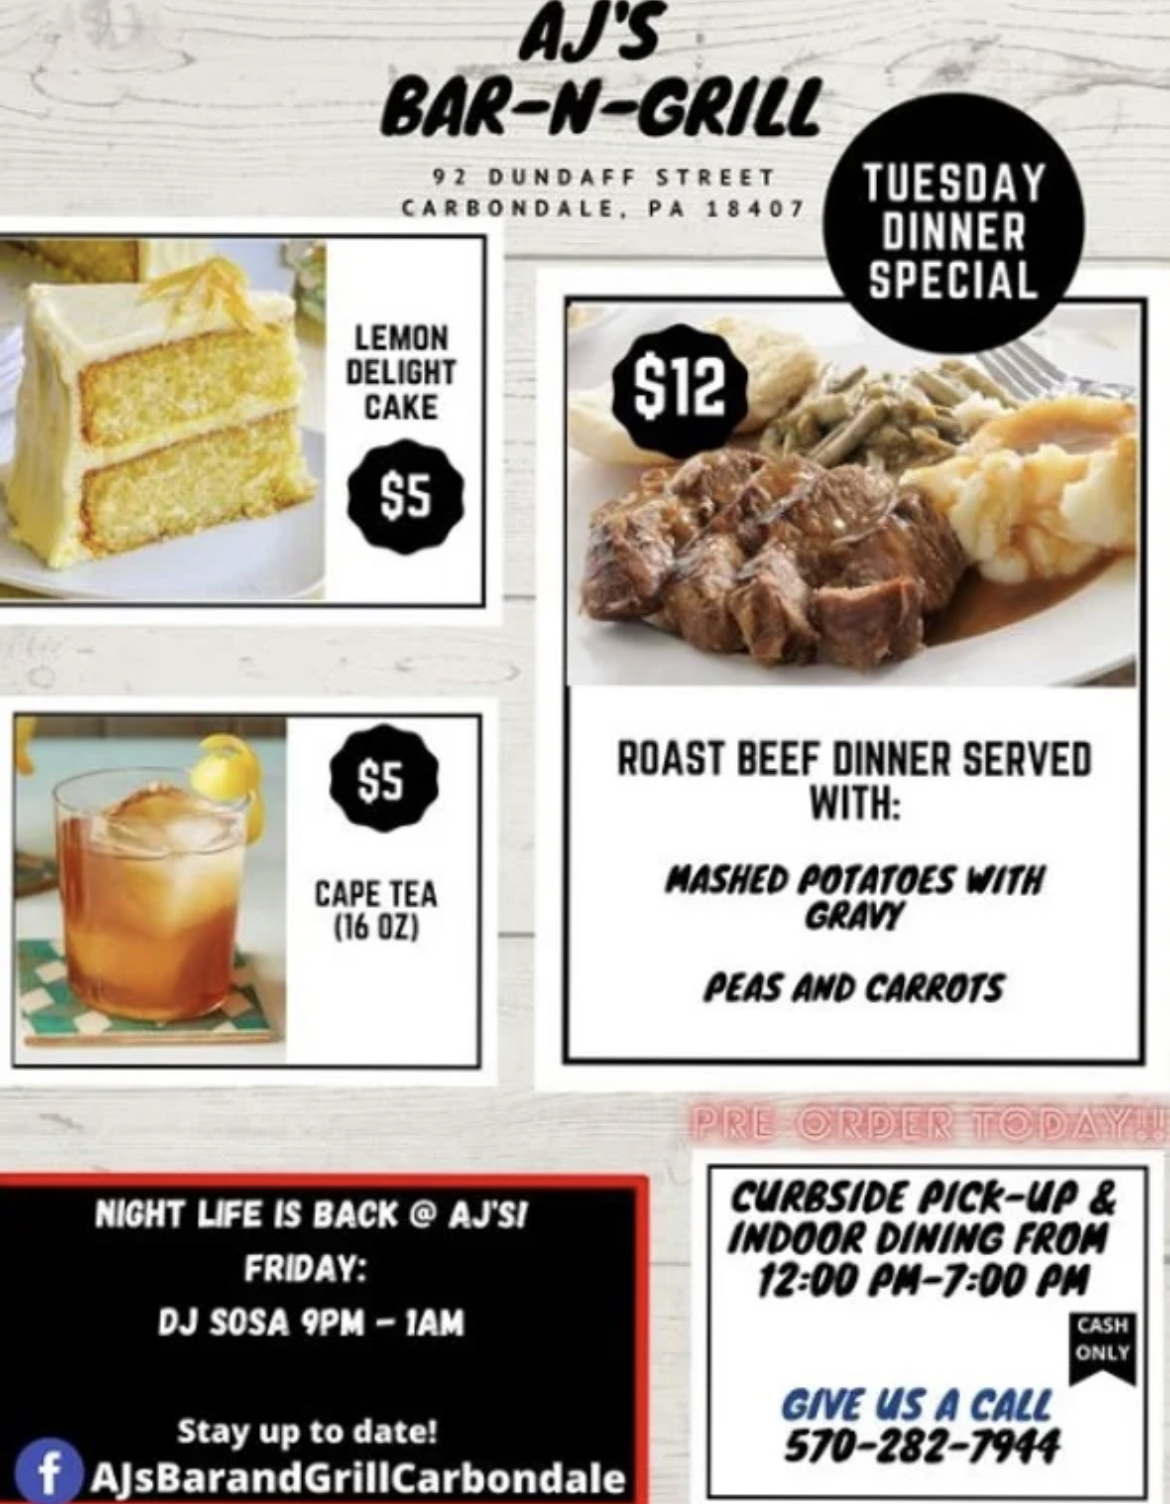 AJ'S
BAR-N-GRILL
92 DUNDAFF STREET
CARBONDALE, PA 18407
TUESDAY
DINNER
SPECIAL
LEMON
DELIGHT
CAKE
$5
$12
ROAST BEEF DINNER SERVED
WITH:
MASHED POTATOES WITH
GRAVY
PEAS AND CARROTS
$5
CAPE TEA
(16 OZ)
PRE ORDER TODAY!!
NIGHT LIFE IS BACK @ AJ'S!
FRIDAY:
DJ SOSA 9PM – 1AM
Stay up to date!
f AJsBarandGrillCarbondale
CURBSIDE PICK-UP &
INDOOR DINING FROM
12:00 PM-7:00 PM
CASH
ONLY
GIVE US A CALL
570-282-7944